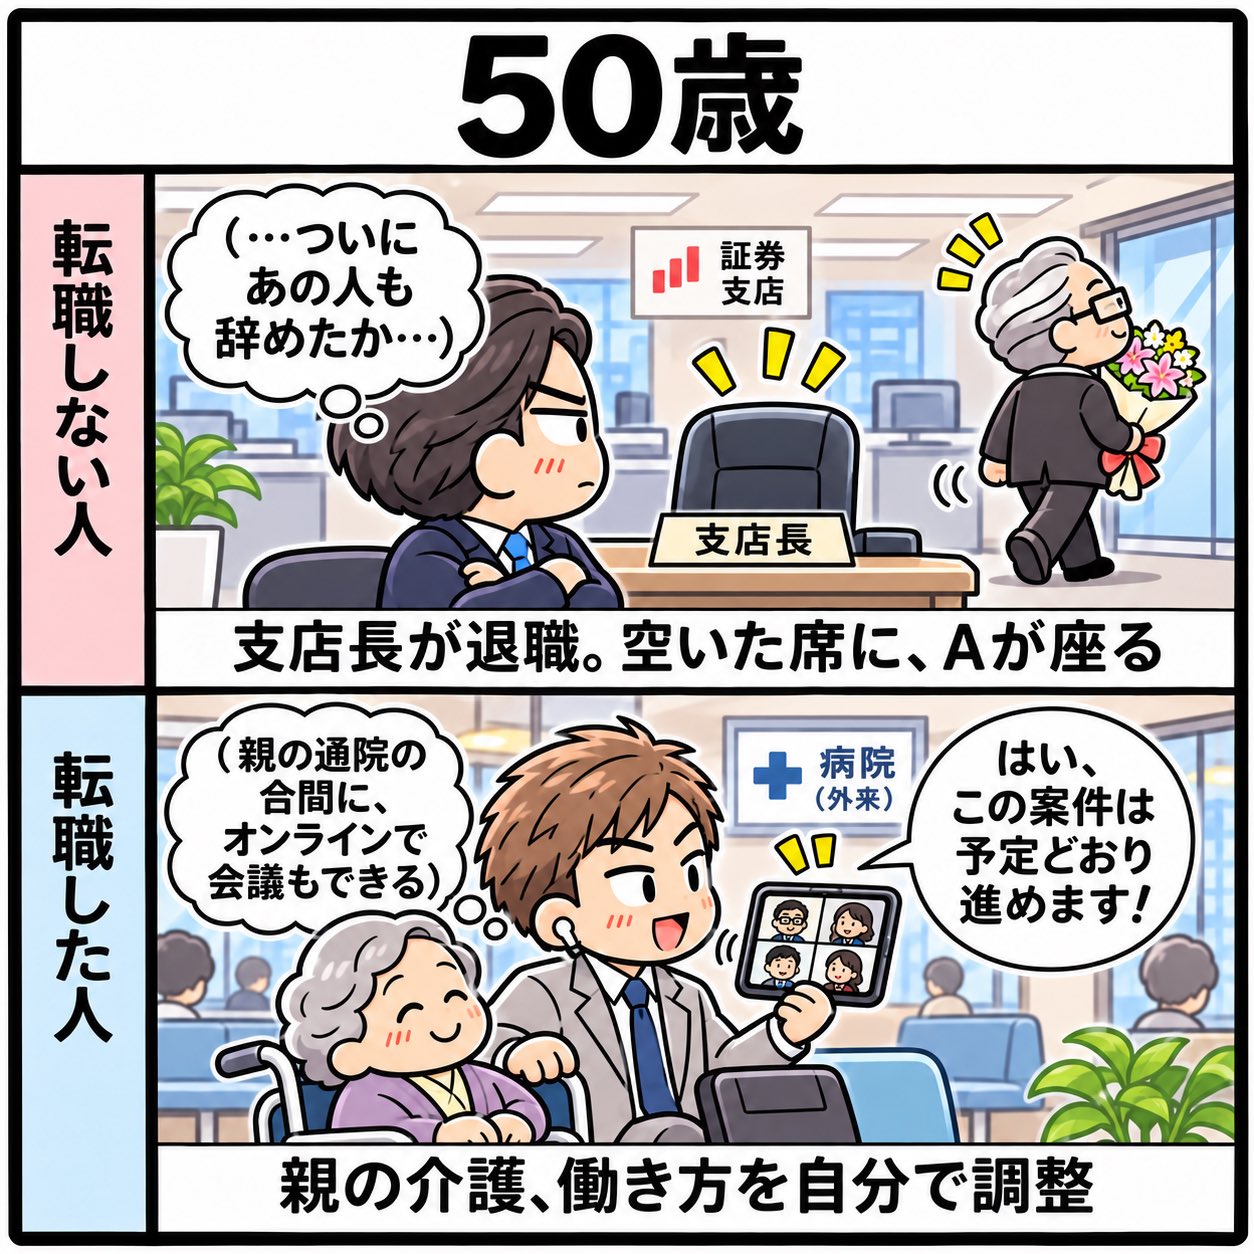 50歳
転職しない人
(…ついに
あの人も
辞めたか…)
証券
支店
支店長
支店長が退職。空いた席に、Aが座る
転職した人
(親の通院の
合間に、
オンラインで
会議もできる)
病院
(外来)
はい、
この案件は
予定どおり
進めます!
親の介護、働き方を自分で調整